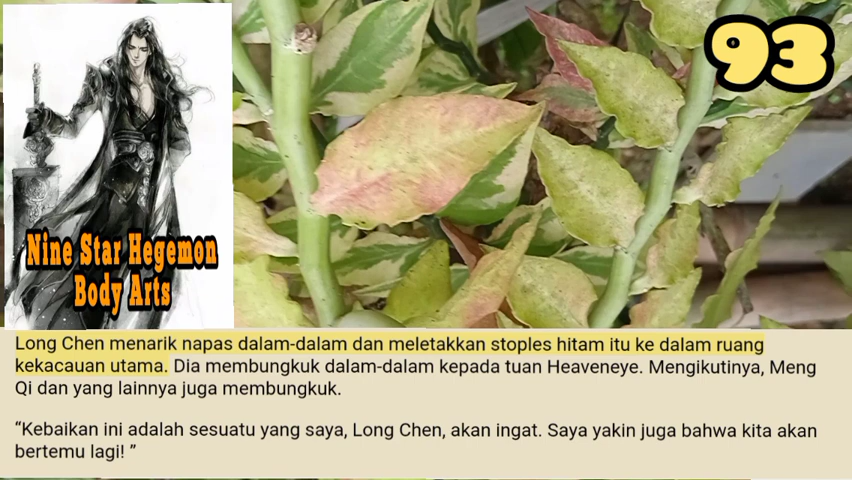 93
Nine Star Hegemon
Body Arts
Long Chen menarik napas dalam-dalam dan meletakkan stoples hitam itu ke dalam ruang
kekacauan utama. Dia membungkuk dalam-dalam kepada tuan Heaveneye. Mengikutinya, Meng
Qi dan yang lainnya juga membungkuk.
“Kebaikan ini adalah sesuatu yang saya, Long Chen, akan ingat. Saya yakin juga bahwa kita akan
bertemu lagi! ”